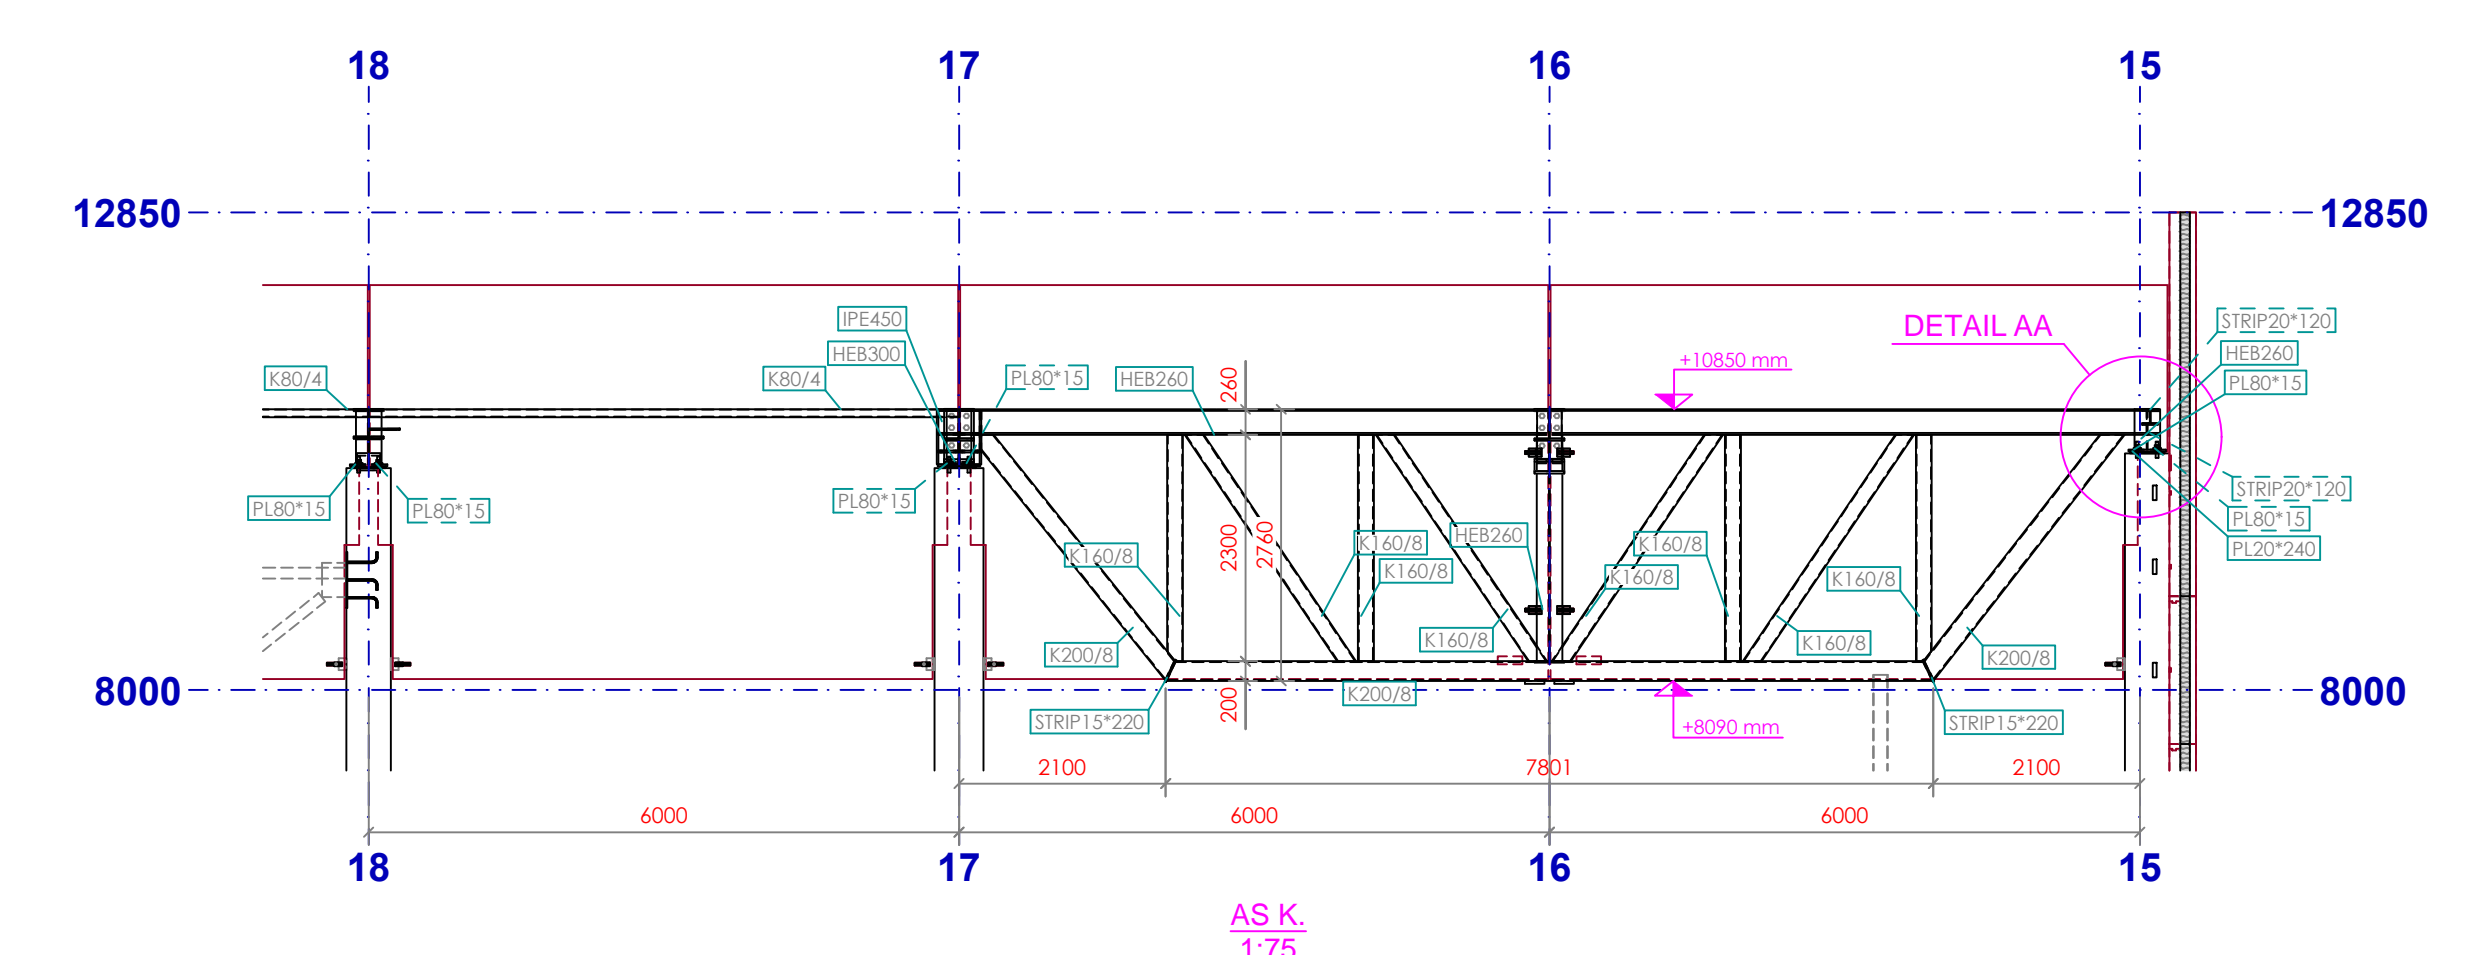 18 17 16 15
12850 12850
DETAIL AA
STRIP20*120
IPE450
HEB300
HEB260
+10850 mm
K80/4
K80/4
PL80*15
HEB260
260
PL80*15
PL80*15
PL80*15
PL80*15
STRIP20*120
PL80*15
PL20*240
2300
2760
HEB260
K160/8
K160/8
K160/8
K160/8
K160/8
K160/8
K160/8
K160/8
K200/8
K200/8
8000 8000
K200/8
200
STRIP15*220
+8090 mm
STRIP15*220
2100 7801 2100
6000 6000 6000
18 17 16 15
AS K.
1:75